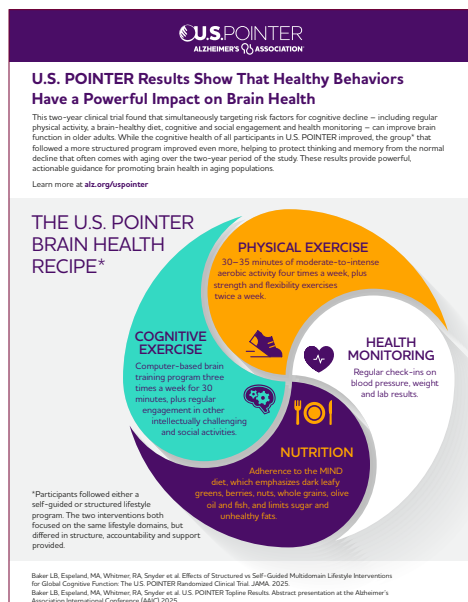 U.S.POINTER
ALZHEIMER'S ASSOCIATION®
U.S. POINTER Results Show That Healthy Behaviors
Have a Powerful Impact on Brain Health
This two-year clinical trial found that simultaneously targeting risk factors for cognitive decline – including regular
physical activity, a brain-healthy diet, cognitive and social engagement and health monitoring – can improve brain
function in older adults. While the cognitive health of all participants in U.S. POINTER improved, the group* that
followed a more structured program improved even more, helping to protect thinking and memory from the normal
decline that often comes with aging over the two-year period of the study. These results provide powerful,
actionable guidance for promoting brain health in aging populations.
Learn more at alz.org/uspointer
THE U.S. POINTER
BRAIN HEALTH
RECIPE*
PHYSICAL EXERCISE
30–35 minutes of moderate-to-intense
aerobic activity four times a week, plus
strength and flexibility exercises
twice a week.
COGNITIVE
EXERCISE
Computer-based brain
training program three
times a week for 30
minutes, plus regular
engagement in other
intellectually challenging
and social activities.
HEALTH
MONITORING
Regular check-ins on
blood pressure, weight
and lab results.
NUTRITION
Adherence to the MIND
diet, which emphasizes dark leafy
greens, berries, nuts, whole grains, olive
oil and fish, and limits sugar and
unhealthy fats.
*Participants followed either a
self-guided or structured lifestyle
program. The two interventions both
focused on the same lifestyle domains, but
differed in structure, accountability and support
provided.
Baker LB, Espeland, MA, Whitmer, RA, Snyder et al. Effects of Structured vs Self-Guided Multidomain Lifestyle Interventions
for Global Cognitive Function: The U.S. POINTER Randomized Clinical Trial. JAMA. 2025.
Baker LB, Espeland, MA, Whitmer, RA, Snyder et al. U.S. POINTER Topline Results. Abstract presentation at the Alzheimer's
Association International Conference (AAIC) 2025